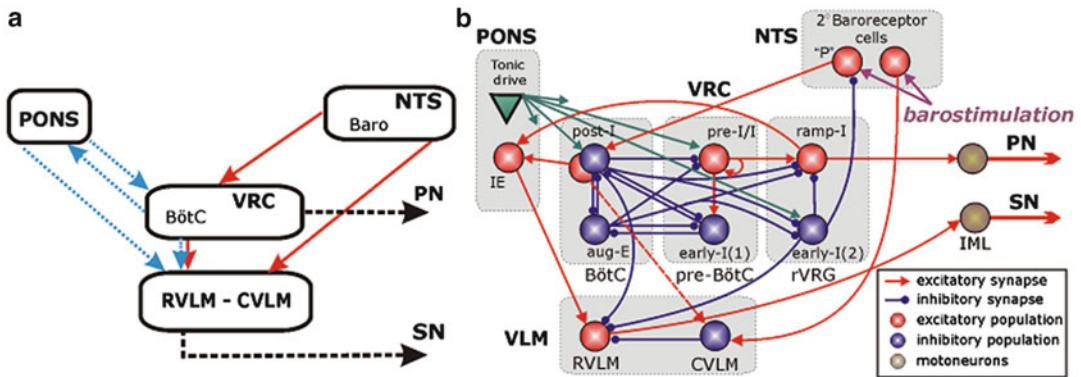 a
PONS
NTS
Baro
VRC
BötC
PN
RVLM - CVLM
SN
b
PONS
Tonic
drive
NTS
2° Baroreceptor
cells
"P"
VRC
barostimulation
post-I
pre-I/I
ramp-I
IE
PN
SN
IML
aug-E
early-I(1)
early-I(2)
BötC
pre-BötC
rVRG
VLM
RVLM
CVLM
excitatory synapse
inhibitory synapse
excitatory population
inhibitory population
motoneurons